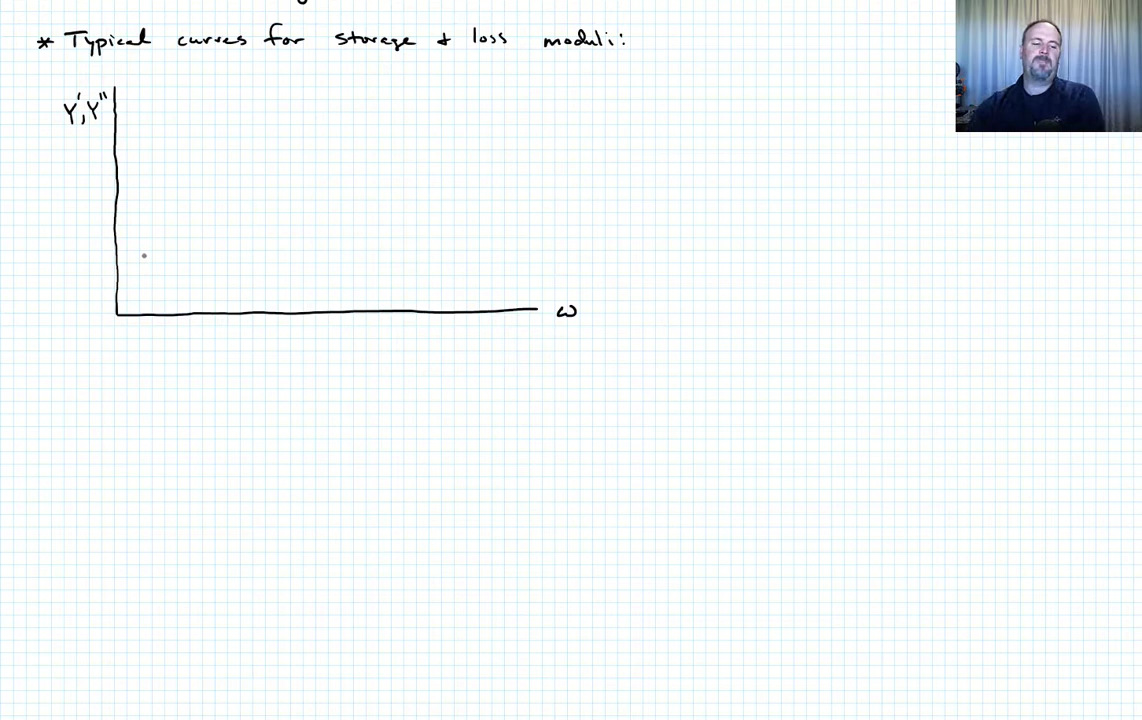 * Typical curves for storage & loss moduli:
Y', Y"
ω